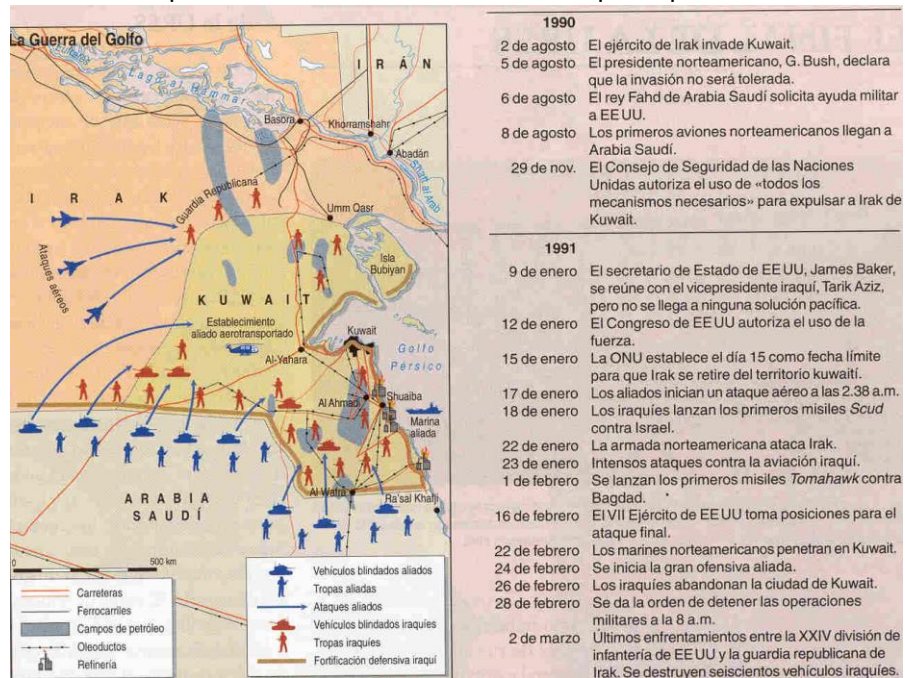 La Guerra del Golfo
Éufrates
Lago al Hammar
I R Á N
Basora
Khorramshahr
Abadán
Shatt al Arab
I R A K
Guardia Republicana
Umm Qasr
Ataques aéreos
Isla
Bubiyan
K U W A I T
Establecimiento
aliado aerotransportado
Kuwait
Al-Yahara
Golfo
Pérsico
Al Ahmadi
Shuaiba
Marina
aliada
Al Wafra
Ra'sal Khafji
A R A B I A
S A U D Í
0 500 km
Carreteras
Ferrocarriles
Campos de petróleo
Oleoductos
Refinería
Vehículos blindados aliados
Tropas aliadas
Ataques aliados
Vehículos blindados iraquíes
Tropas iraquíes
Fortificación defensiva iraquí
1990
2 de agosto El ejército de Irak invade Kuwait.
5 de agosto El presidente norteamericano, G. Bush, declara
que la invasión no será tolerada.
6 de agosto El rey Fahd de Arabia Saudí solicita ayuda militar
a EE UU.
8 de agosto Los primeros aviones norteamericanos llegan a
Arabia Saudí.
29 de nov. El Consejo de Seguridad de las Naciones
Unidas autoriza el uso de «todos los
mecanismos necesarios» para expulsar a Irak de
Kuwait.
1991
9 de enero El secretario de Estado de EE UU, James Baker,
se reúne con el vicepresidente iraquí, Tarik Aziz,
pero no se llega a ninguna solución pacífica.
12 de enero El Congreso de EE UU autoriza el uso de la
fuerza.
15 de enero La ONU establece el día 15 como fecha límite
para que Irak se retire del territorio kuwaití.
17 de enero Los aliados inician un ataque aéreo a las 2.38 a.m.
18 de enero Los iraquíes lanzan los primeros misiles Scud
contra Israel.
22 de enero La armada norteamericana ataca Irak.
23 de enero Intensos ataques contra la aviación iraquí.
1 de febrero Se lanzan los primeros misiles Tomahawk contra
Bagdad.
16 de febrero El VII Ejército de EE UU toma posiciones para el
ataque final.
22 de febrero Los marines norteamericanos penetran en Kuwait.
24 de febrero Se inicia la gran ofensiva aliada.
26 de febrero Los iraquíes abandonan la ciudad de Kuwait.
28 de febrero Se da la orden de detener las operaciones
militares a la 8 a.m.
2 de marzo Últimos enfrentamientos entre la XXIV división de
infantería de EE UU y la guardia republicana de
Irak. Se destruyen seiscientos vehículos iraquíes.